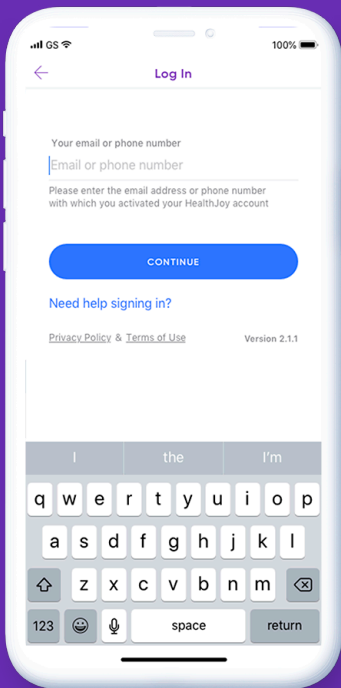 GS 100%
Log In
Your email or phone number
Email or phone number
Please enter the email address or phone number
with which you activated your HealthJoy account
CONTINUE
Need help signing in?
Privacy Policy & Terms of Use Version 2.1.1
I the I'm
q w e r t y u i o p
a s d f g h j k l
z x c v b n m
123 space return